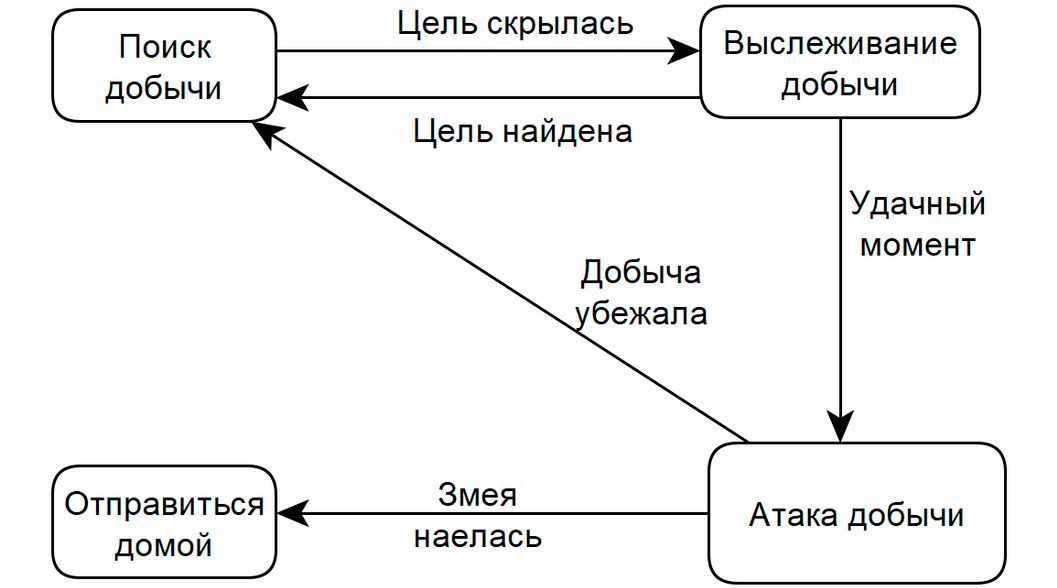 Поиск
добычи
Цель скрылась
Выслеживание
добычи
Цель найдена
Удачный
момент
Добыча
убежала
Отправиться
домой
Змея
наелась
Атака добычи